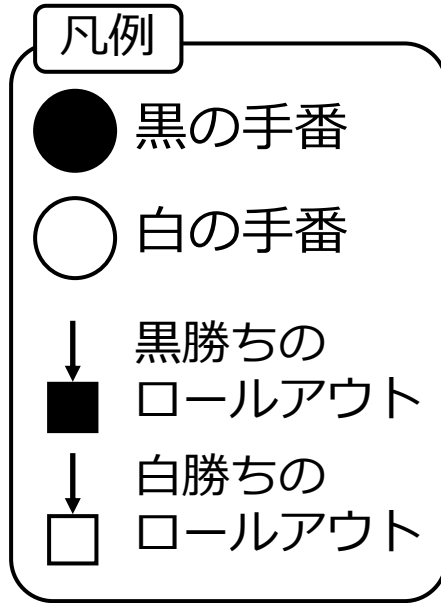 凡例
黒の手番
白の手番
黒勝ちの
ロールアウト
白勝ちの
ロールアウト